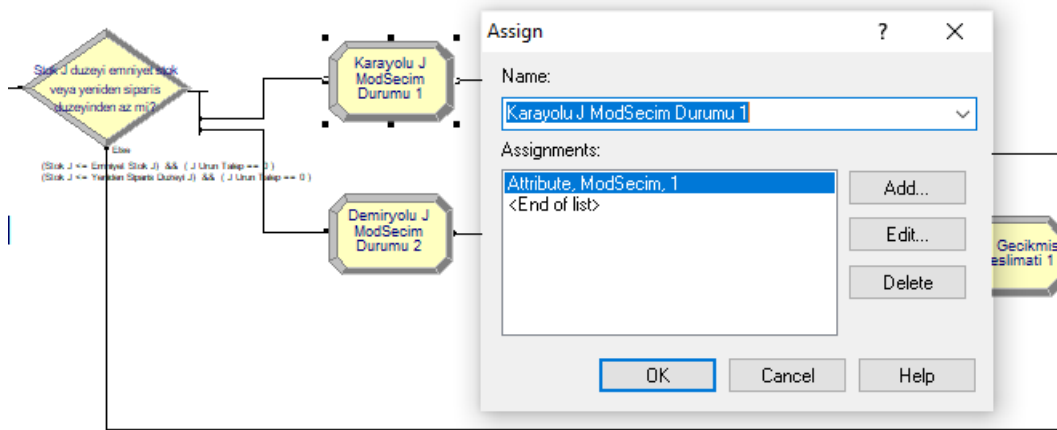 Stok J duzeyi emniyet stok
veya yeniden siparis
duzeyinden az mi?
Else
(Stok J <= Emniyet Stok J) && ( J Urun Talep == 0 )
(Stok J <= Yeniden Siparis Duzeyi J) && ( J Urun Talep == 0 )
Karayolu J
ModSecim
Durumu 1
Demiryolu J
ModSecim
Durumu 2
Assign
?
Name:
Karayolu J ModSecim Durumu 1
Assignments:
Attribute, ModSecim, 1
<End of list>
Add...
Edit...
Delete
OK
Cancel
Help
Gecikmis
eslimati 1